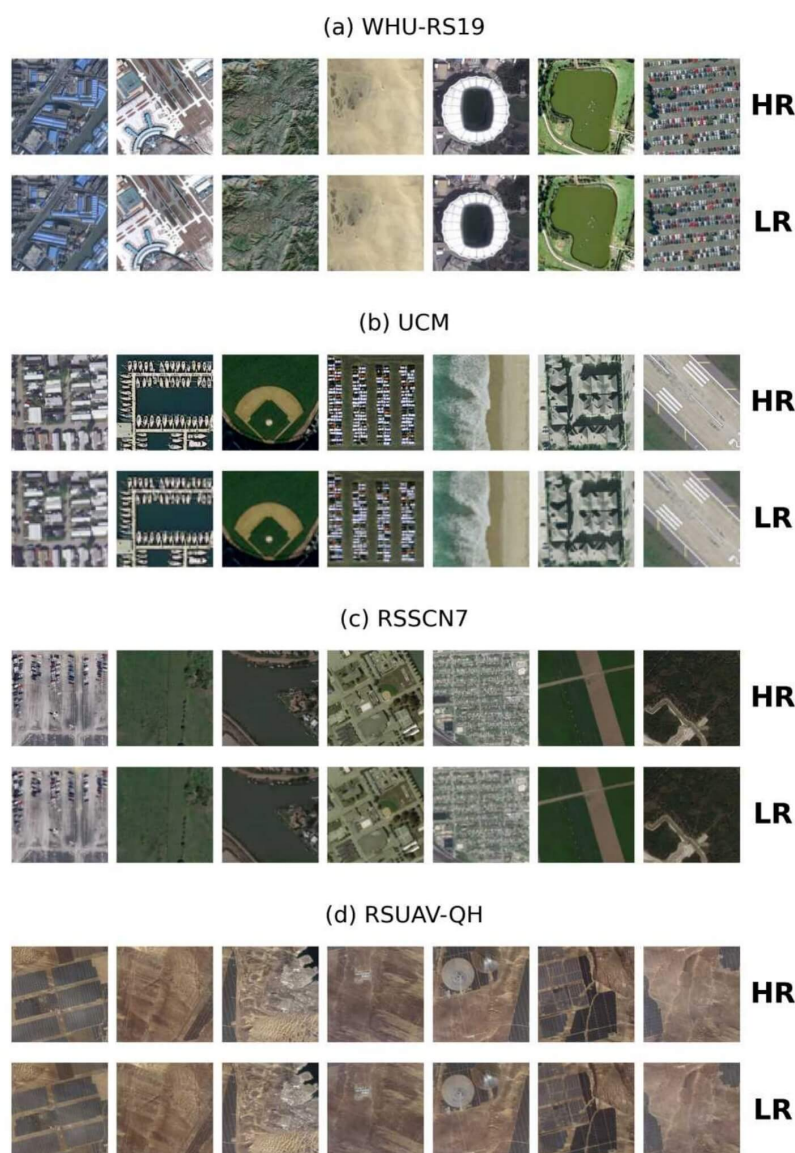 (a) WHU-RS19
HR
LR
(b) UCM
HR
LR
(c) RSSCN7
HR
LR
(d) RSUAV-QH
HR
LR